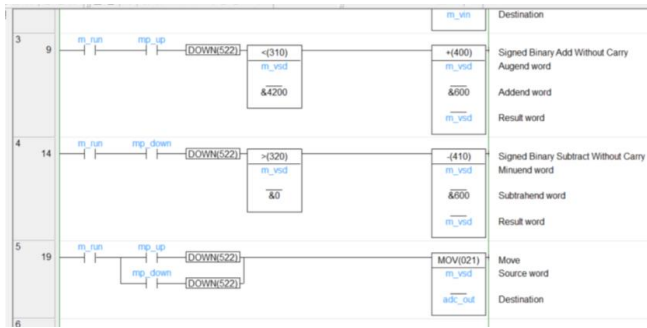 m_vin Destination
3
9 m_run mp_up DOWN(522) <(310) +(400) Signed Binary Add Without Carry
m_vsd m_vsd Augend word
&4200 &600 Addend word
m_vsd Result word
4
14 m_run mp_down DOWN(522) >(320) -(410) Signed Binary Subtract Without Carry
m_vsd m_vsd Minuend word
&0 &600 Subtrahend word
m_vsd Result word
5
19 m_run mp_up DOWN(522) MOV(021) Move
mp_down DOWN(522) m_vsd Source word
adc_out Destination
6